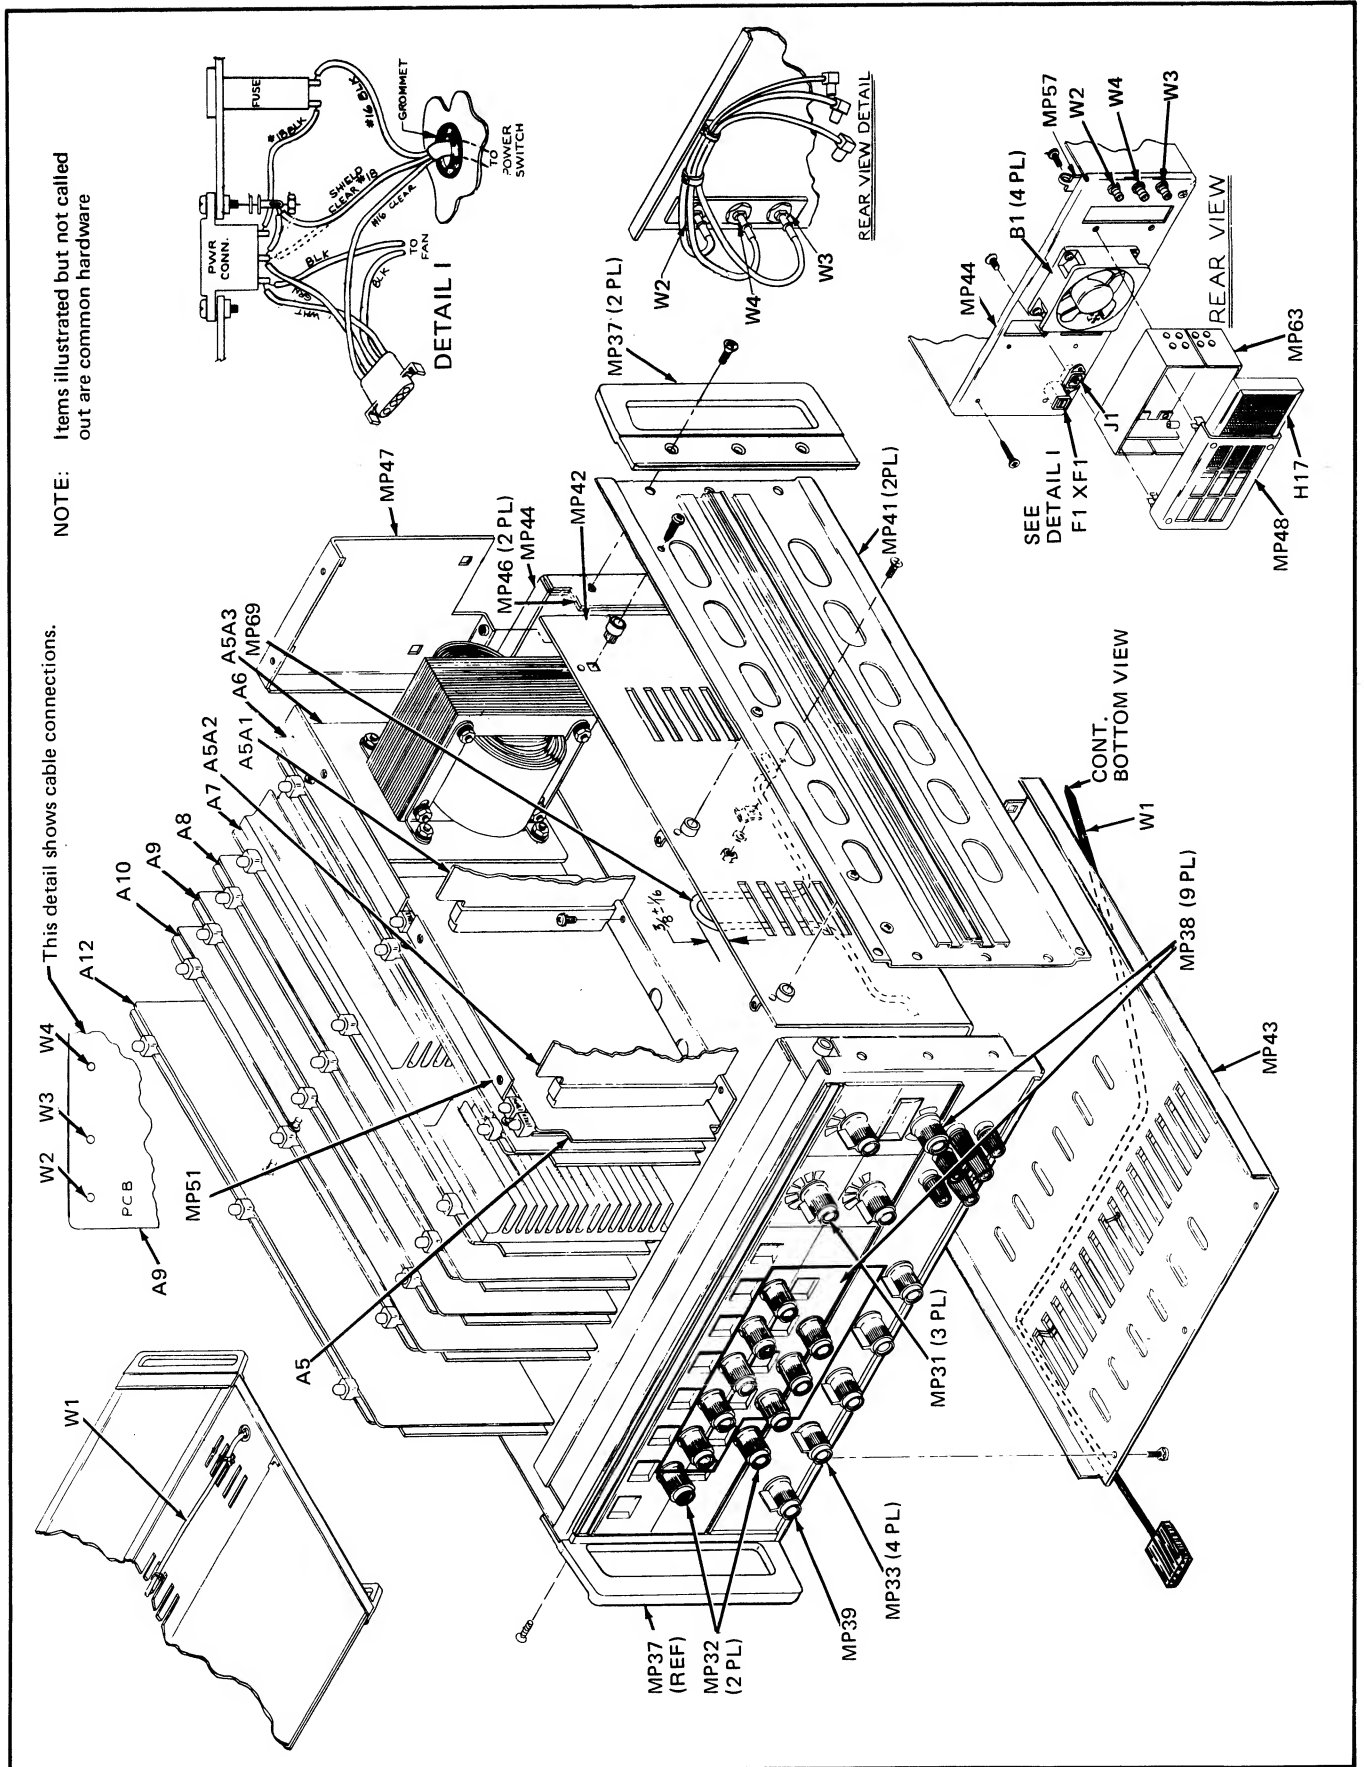 NOTE: Items illustrated but not called
out are common hardware
This detail shows cable connections.
W2
W3
W4
PCB
A9
A12
A10
A9
A8
A7
A5A2
A5A1
A6
A5A3
MP69
MP46 (2 PL)
MP44
MP42
MP47
MP51
A5
W1
3/8 ± 1/16
MP37 (2 PL)
MP41 (2PL)
CONT.
BOTTOM VIEW
W1
MP38 (9 PL)
MP43
MP31 (3 PL)
MP33 (4 PL)
MP39
MP32
(2 PL)
MP37
(REF)
FUSE
PWR
CONN.
#18 BLK
#16 BLK
GROMMET
SHIELD
CLEAR #18
#16 CLEAR
TO
POWER
SWITCH
BLK
BLK
TO
FAN
GRN
WHT
DETAIL I
W2
W4
W3
REAR VIEW DETAIL
MP57
W2
W4
W3
B1 (4 PL)
MP44
SEE
DETAIL I
F1 XF1
J1
MP63
H17
MP48
REAR VIEW